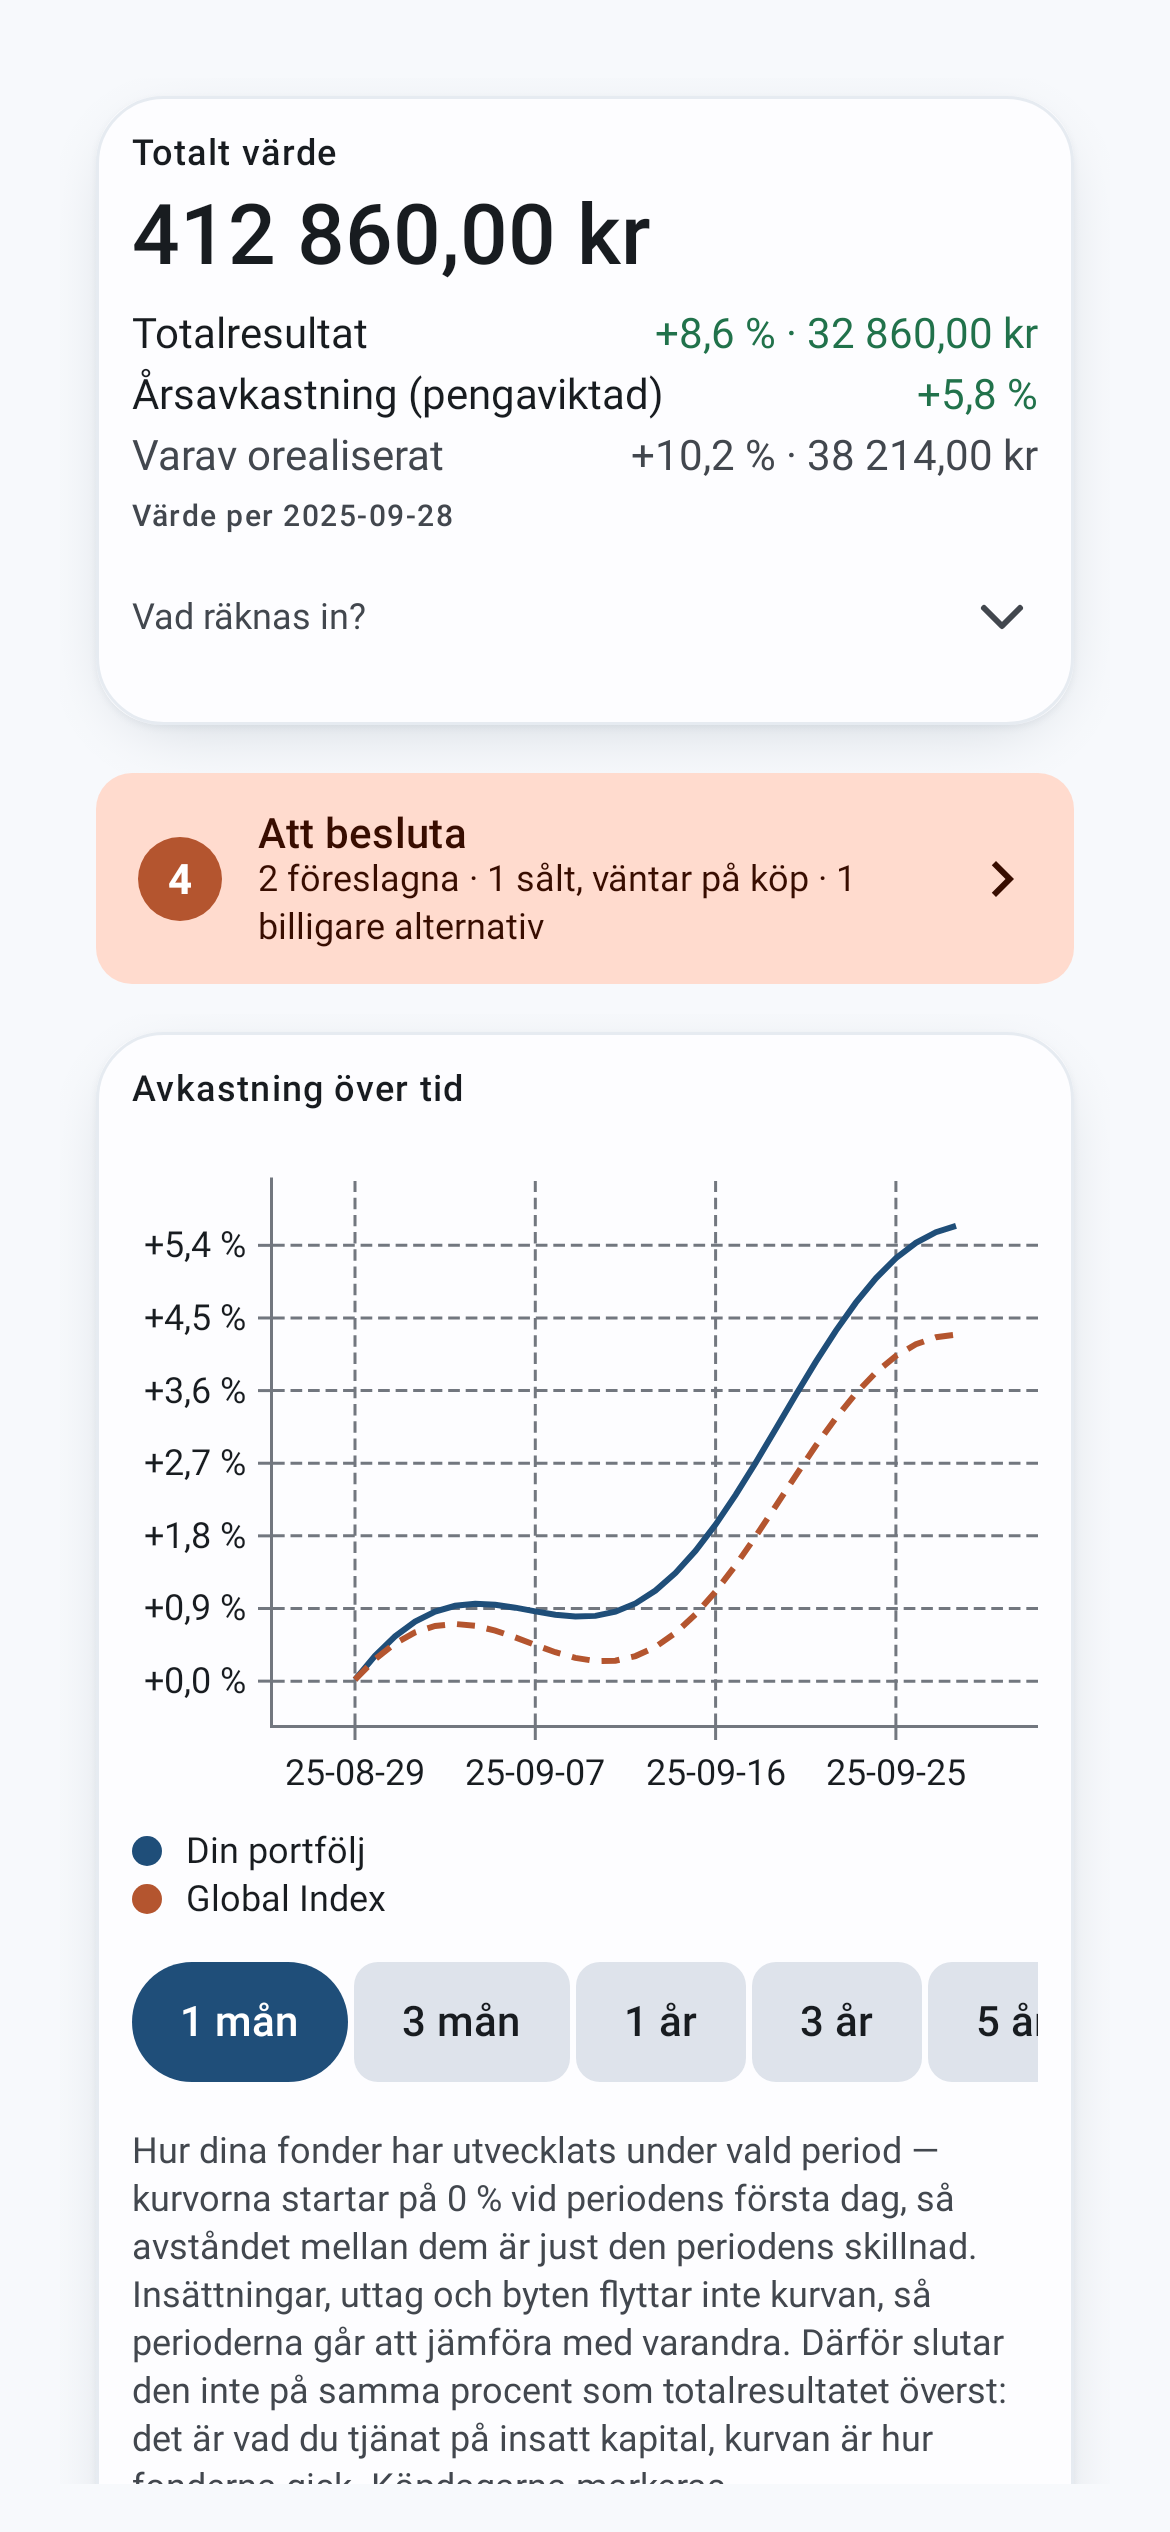 Totalt värde
412 860,00 kr
Totalresultat +8,6 % · 32 860,00 kr
Årsavkastning (pengaviktad) +5,8 %
Varav orealiserat +10,2 % · 38 214,00 kr
Värde per 2025-09-28
Vad räknas in?
4
Att besluta
2 föreslagna · 1 sålt, väntar på köp · 1
billigare alternativ
Avkastning över tid
+5,4 %
+4,5 %
+3,6 %
+2,7 %
+1,8 %
+0,9 %
+0,0 %
25-08-29 25-09-07 25-09-16 25-09-25
Din portfölj
Global Index
1 mån 3 mån 1 år 3 år 5 år
Hur dina fonder har utvecklats under vald period —
kurvorna startar på 0 % vid periodens första dag, så
avståndet mellan dem är just den periodens skillnad.
Insättningar, uttag och byten flyttar inte kurvan, så
perioderna går att jämföra med varandra. Därför slutar
den inte på samma procent som totalresultatet överst:
det är vad du tjänat på insatt kapital, kurvan är hur
fonderna gick. Köpdagarna markeras